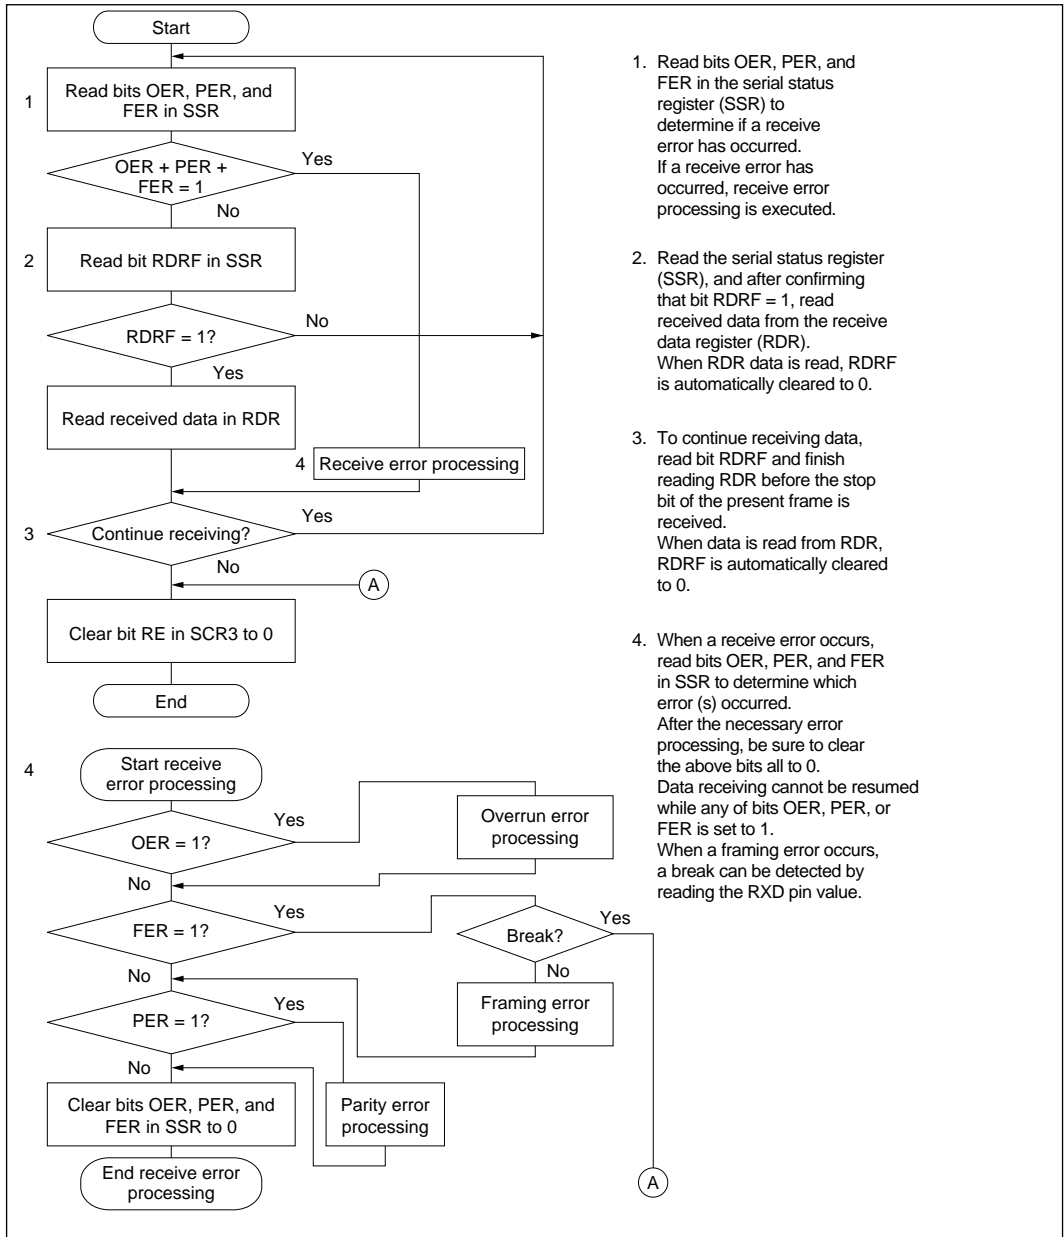 Start
1
Read bits OER, PER, and
FER in SSR
OER + PER +
FER = 1
Yes
No
2
Read bit RDRF in SSR
RDRF = 1?
No
Yes
Read received data in RDR
4
Receive error processing
3
Continue receiving?
Yes
No
A
Clear bit RE in SCR3 to 0
End
1. Read bits OER, PER, and
FER in the serial status
register (SSR) to
determine if a receive
error has occurred.
If a receive error has
occurred, receive error
processing is executed.
2. Read the serial status register
(SSR), and after confirming
that bit RDRF = 1, read
received data from the receive
data register (RDR).
When RDR data is read, RDRF
is automatically cleared to 0.
3. To continue receiving data,
read bit RDRF and finish
reading RDR before the stop
bit of the present frame is
received.
When data is read from RDR,
RDRF is automatically cleared
to 0.
4. When a receive error occurs,
read bits OER, PER, and FER
in SSR to determine which
error (s) occurred.
After the necessary error
processing, be sure to clear
the above bits all to 0.
Data receiving cannot be resumed
while any of bits OER, PER, or
FER is set to 1.
When a framing error occurs,
a break can be detected by
reading the RXD pin value.
4
Start receive
error processing
OER = 1?
Yes
Overrun error
processing
No
FER = 1?
Yes
Break?
Yes
No
No
Framing error
processing
PER = 1?
Yes
No
Clear bits OER, PER, and
FER in SSR to 0
Parity error
processing
End receive error
processing
A